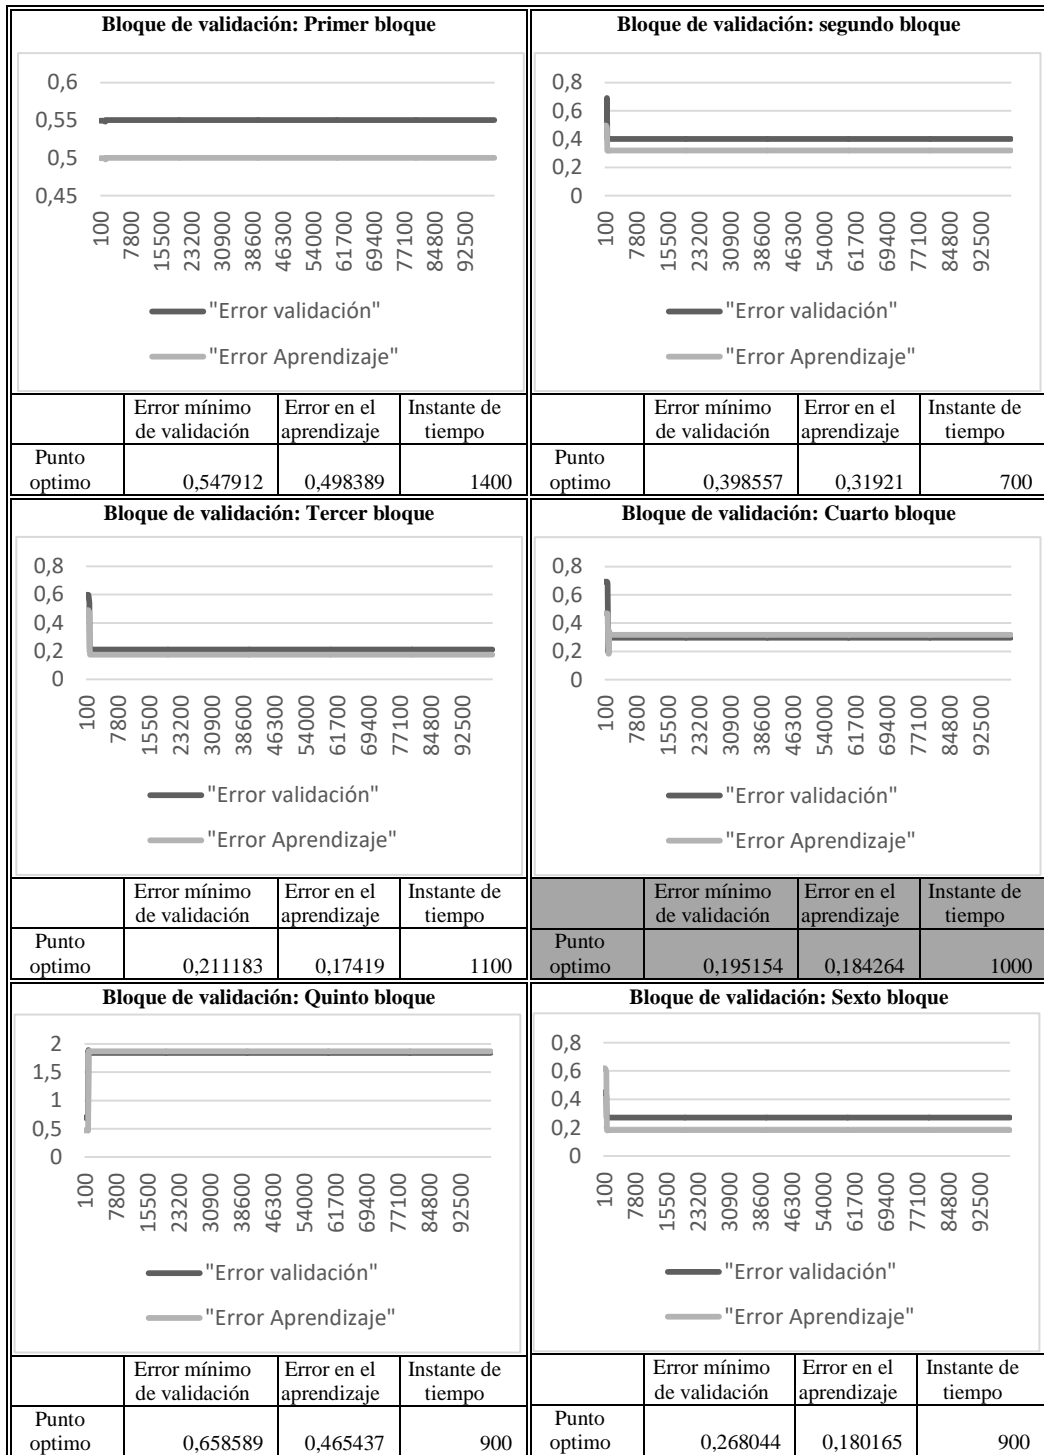 Bloque de validación: Primer bloque
0,6
0,55
0,5
0,45
100
7800
15500
23200
30900
38600
46300
54000
61700
69400
77100
84800
92500
"Error validación"
"Error Aprendizaje"
Error mínimo de validación
Error en el aprendizaje
Instante de tiempo
Punto optimo
0,547912
0,498389
1400
Bloque de validación: segundo bloque
0,8
0,6
0,4
0,2
0
100
7800
15500
23200
30900
38600
46300
54000
61700
69400
77100
84800
92500
"Error validación"
"Error Aprendizaje"
Error mínimo de validación
Error en el aprendizaje
Instante de tiempo
Punto optimo
0,398557
0,31921
700
Bloque de validación: Tercer bloque
0,8
0,6
0,4
0,2
0
100
7800
15500
23200
30900
38600
46300
54000
61700
69400
77100
84800
92500
"Error validación"
"Error Aprendizaje"
Error mínimo de validación
Error en el aprendizaje
Instante de tiempo
Punto optimo
0,211183
0,17419
1100
Bloque de validación: Cuarto bloque
0,8
0,6
0,4
0,2
0
100
7800
15500
23200
30900
38600
46300
54000
61700
69400
77100
84800
92500
"Error validación"
"Error Aprendizaje"
Error mínimo de validación
Error en el aprendizaje
Instante de tiempo
Punto optimo
0,195154
0,184264
1000
Bloque de validación: Quinto bloque
2
1,5
1
0,5
0
100
7800
15500
23200
30900
38600
46300
54000
61700
69400
77100
84800
92500
"Error validación"
"Error Aprendizaje"
Error mínimo de validación
Error en el aprendizaje
Instante de tiempo
Punto optimo
0,658589
0,465437
900
Bloque de validación: Sexto bloque
0,8
0,6
0,4
0,2
0
100
7800
15500
23200
30900
38600
46300
54000
61700
69400
77100
84800
92500
"Error validación"
"Error Aprendizaje"
Error mínimo de validación
Error en el aprendizaje
Instante de tiempo
Punto optimo
0,268044
0,180165
900